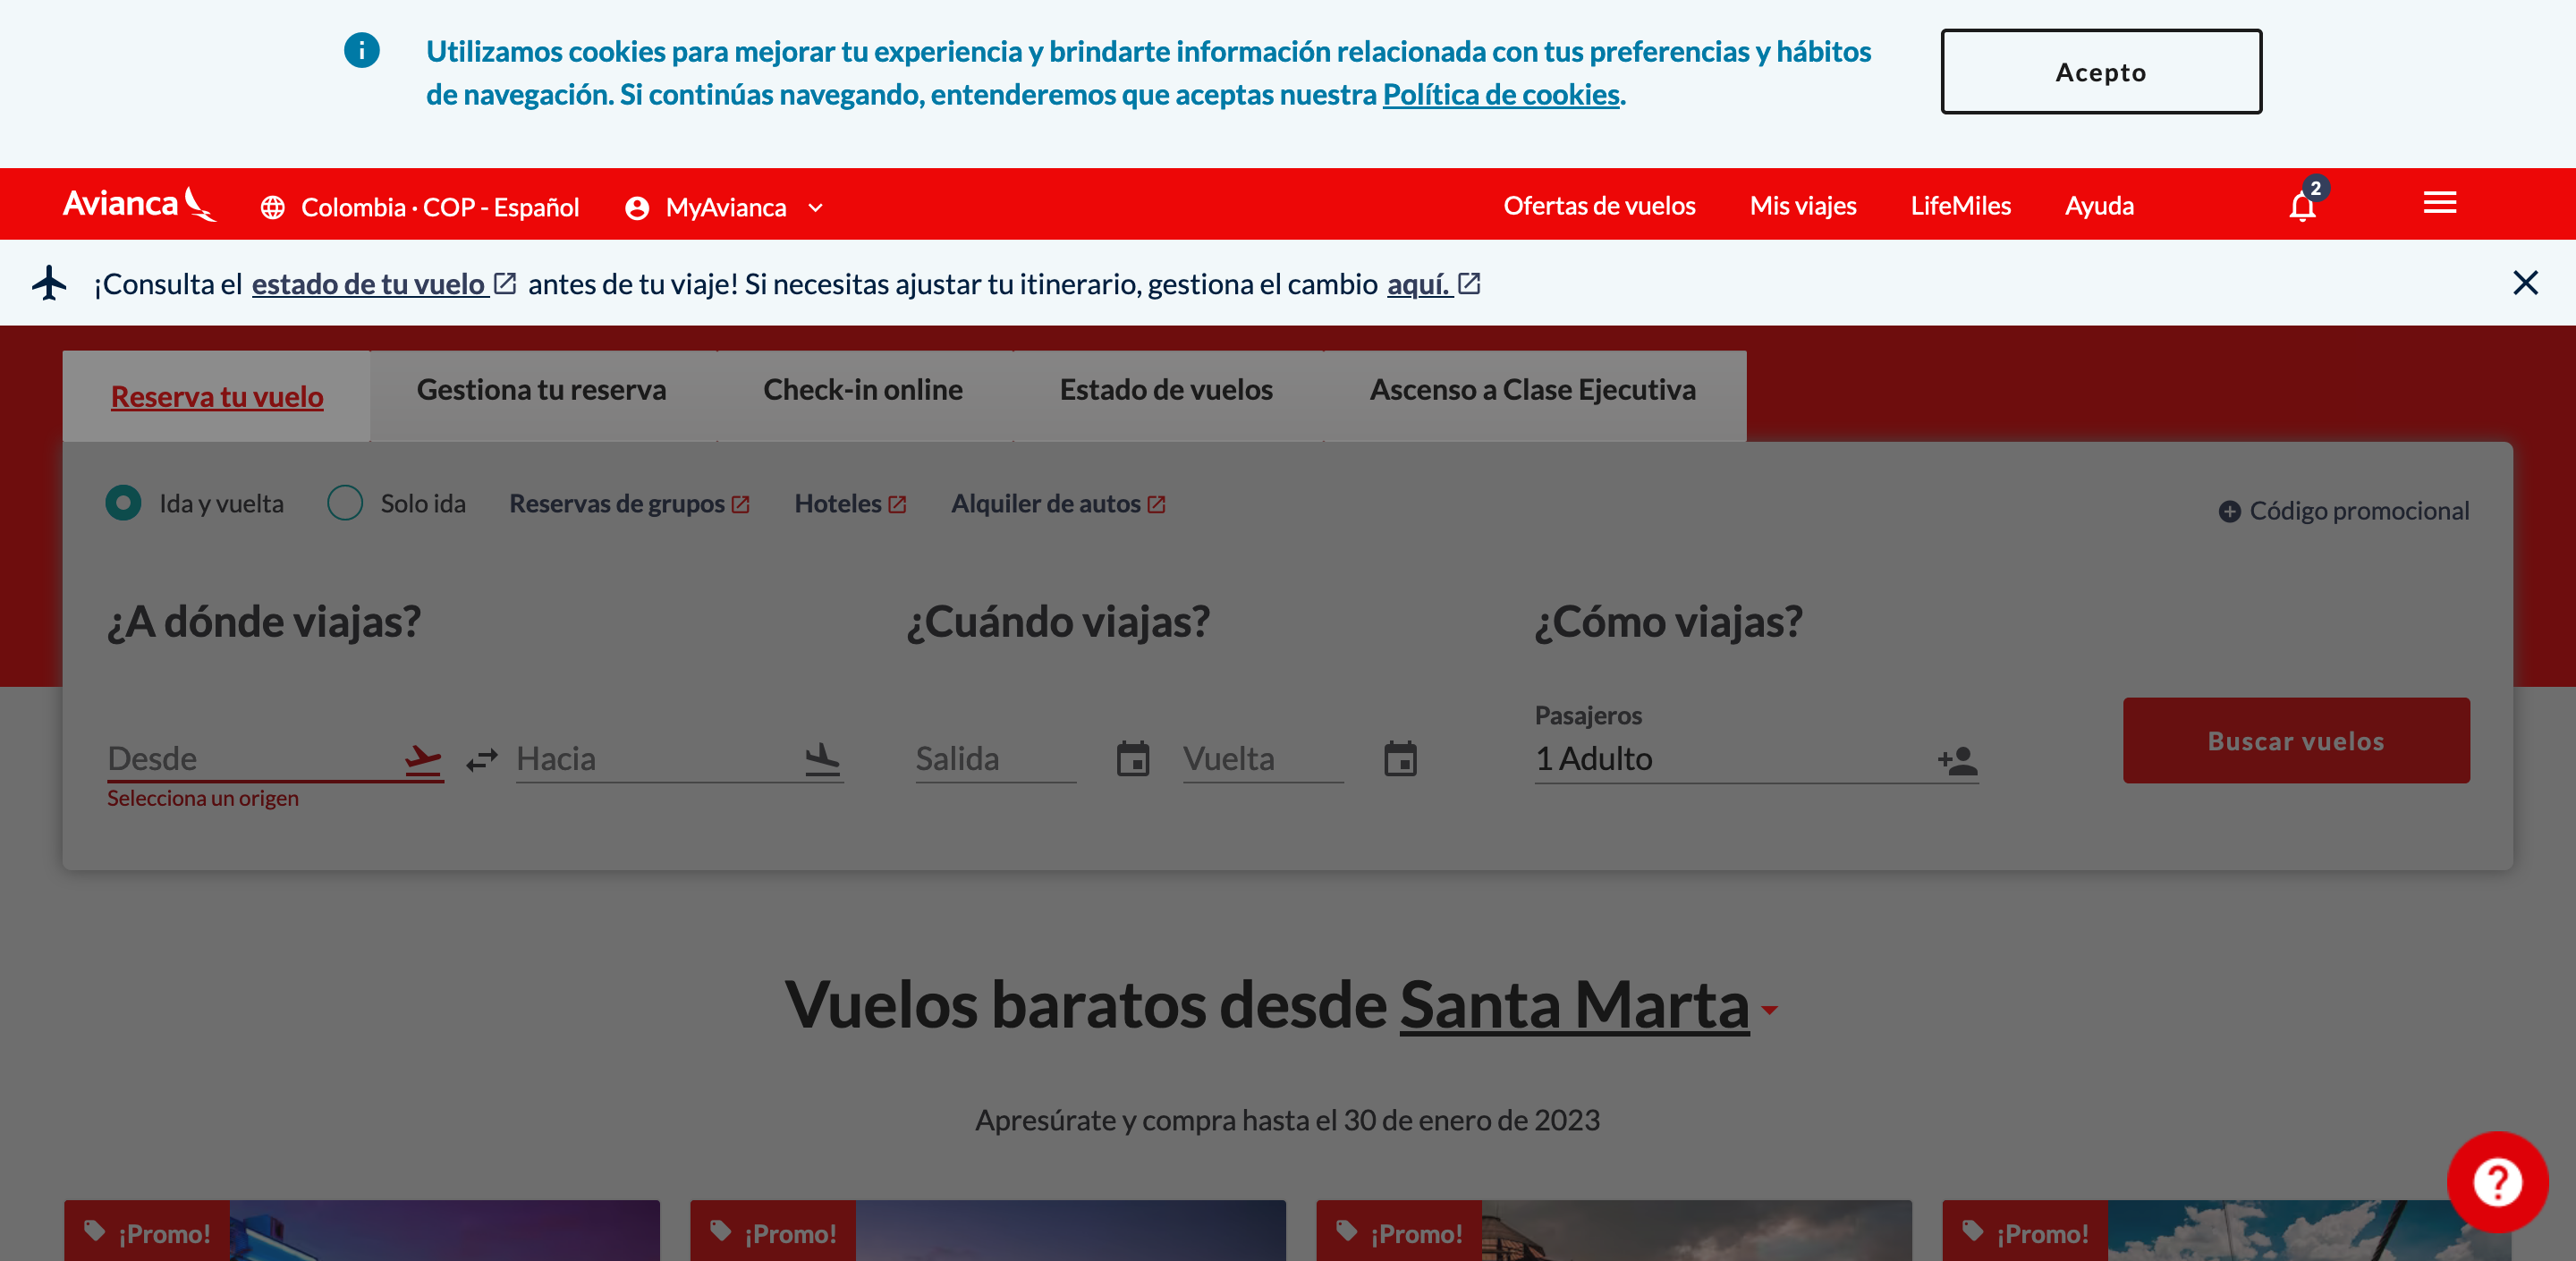 Utilizamos cookies para mejorar tu experiencia y brindarte información relacionada con tus preferencias y hábitos
de navegación. Si continúas navegando, entenderemos que aceptas nuestra Política de cookies.
Acepto
Avianca
Colombia · COP - Español
MyAvianca
Ofertas de vuelos
Mis viajes
LifeMiles
Ayuda
2
¡Consulta el estado de tu vuelo antes de tu viaje! Si necesitas ajustar tu itinerario, gestiona el cambio aquí.
Reserva tu vuelo
Gestiona tu reserva
Check-in online
Estado de vuelos
Ascenso a Clase Ejecutiva
Ida y vuelta
Solo ida
Reservas de grupos
Hoteles
Alquiler de autos
Código promocional
¿A dónde viajas?
¿Cuándo viajas?
¿Cómo viajas?
Pasajeros
Desde
Hacia
Salida
Vuelta
1 Adulto
Buscar vuelos
Selecciona un origen
Vuelos baratos desde Santa Marta
Apresúrate y compra hasta el 30 de enero de 2023
¡Promo!
¡Promo!
¡Promo!
¡Promo!